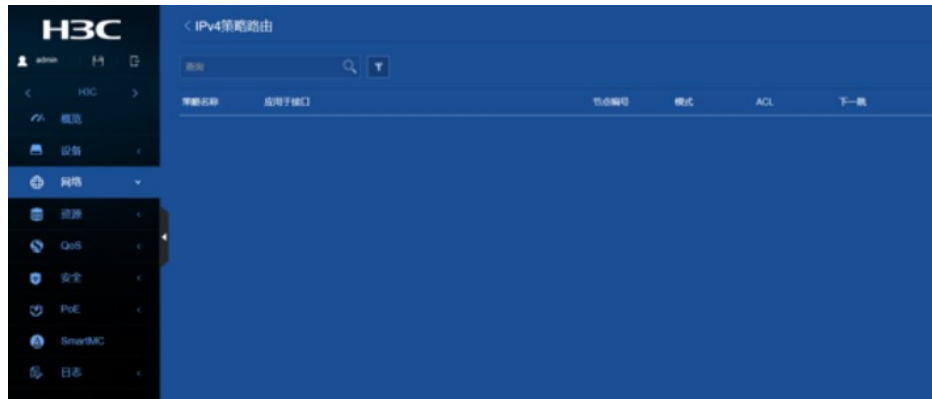 H3C
< IPv4策略路由
admin
查询
H3C
策略名称 应用于接口 节点编号 模式 ACL 下一跳
概览
设备
网络
资源
QoS
安全
PoE
SmartMC
日志